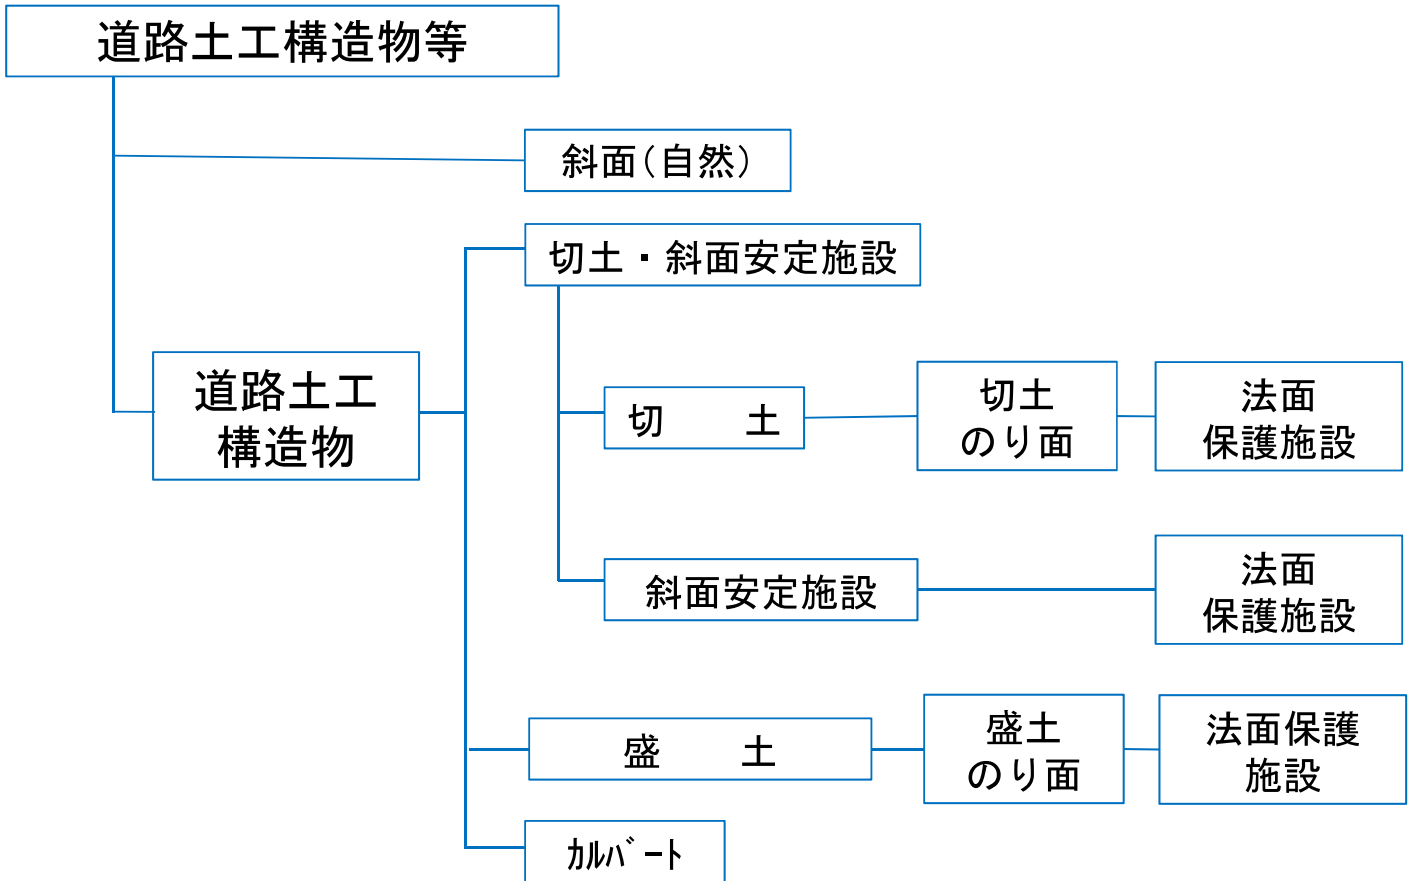 道路土工構造物等
斜面(自然)
切土・斜面安定施設
道路土工
構造物
切　土
切土
のり面
法面
保護施設
斜面安定施設
法面
保護施設
盛　土
盛土
のり面
法面保護
施設
ｶﾙﾊﾞｰﾄ